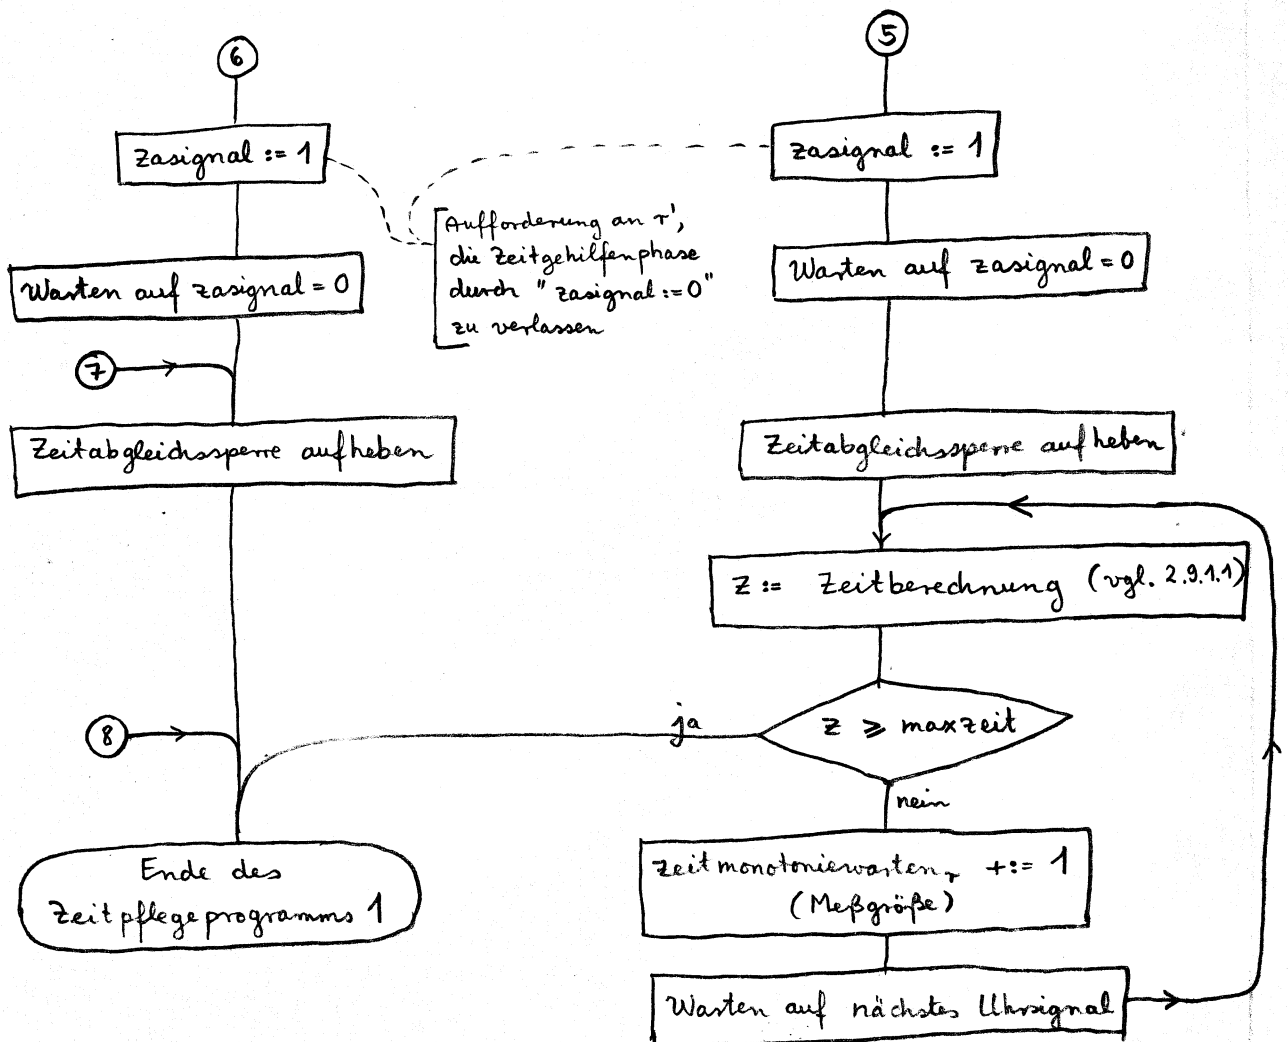 6
zasignal := 1
Warten auf zasignal = 0
7
Zeitabgleichssperre aufheben
8
Ende des
Zeitpflegeprogramms 1
Aufforderung an r',
die Zeitgehilfenphase
durch "zasignal := 0"
zu verlassen
5
zasignal := 1
Warten auf zasignal = 0
Zeitabgleichssperre aufheben
Z := Zeitberechnung (vgl. 2.9.1.1)
Z ≥ maxzeit
ja
nein
Zeitmonotoniewarten_r +:= 1
(Meßgröße)
Warten auf nächstes Uhrsignal